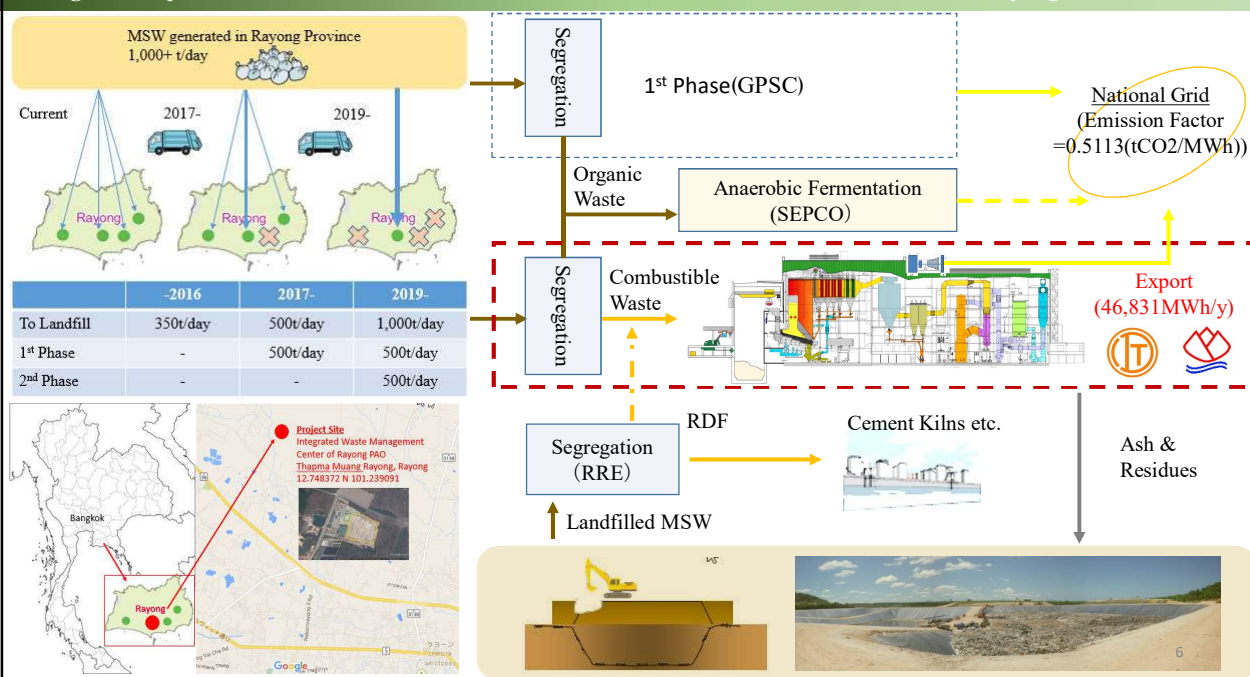 MSW generated in Rayong Province
1,000+ t/day
Current
2017-
2019-
Rayong
Rayong
Rayong
-2016 2017- 2019-
To Landfill 350t/day 500t/day 1,000t/day
1st Phase - 500t/day 500t/day
2nd Phase - - 500t/day
Bangkok
Rayong
Project Site
Integrated Waste Management
Center of Rayong PAO
Thapma Muang Rayong, Rayong
12.748372 N 101.239091
Google
Segregation
1st Phase(GPSC)
National Grid
(Emission Factor
=0.5113(tCO2/MWh))
Organic
Waste
Anaerobic Fermentation
(SEPCO)
Segregation
Combustible
Waste
Export
(46,831MWh/y)
RDF
Segregation
(RRE)
Cement Kilns etc.
Ash &
Residues
Landfilled MSW
6